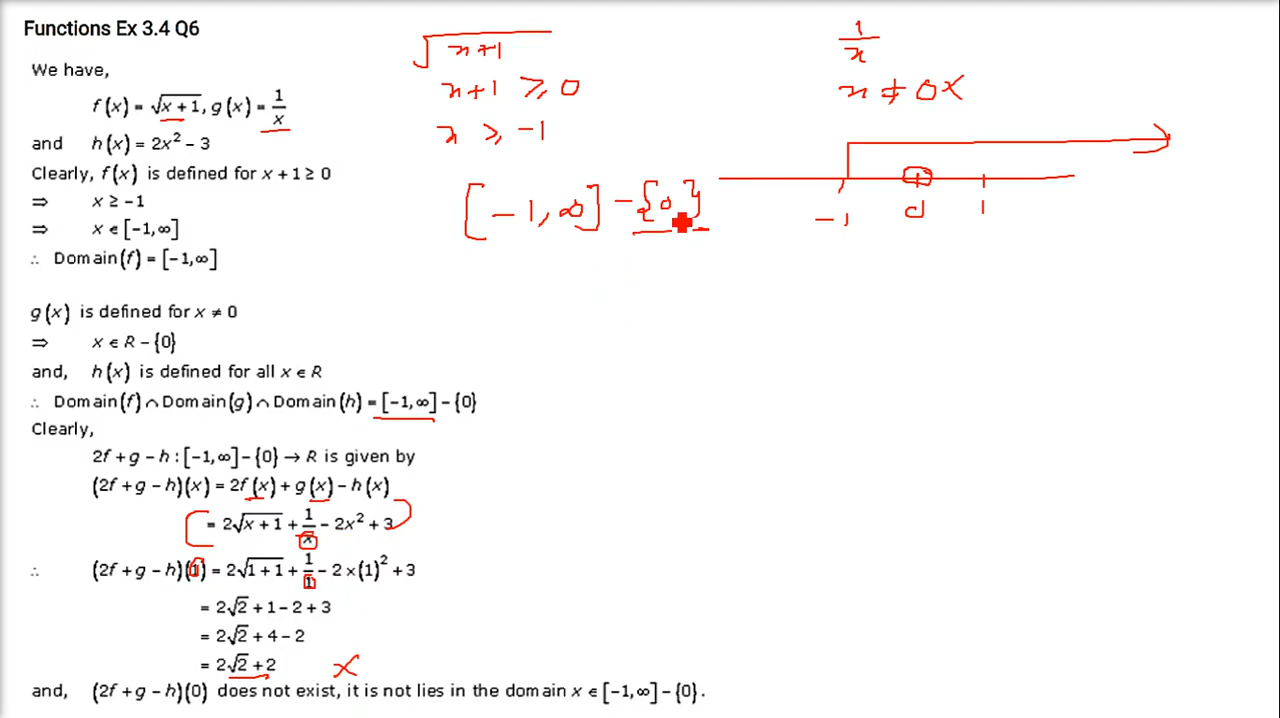 Functions Ex 3.4 Q6
We have,
f(x) = √x + 1, g(x) = 1/x
and h(x) = 2x² − 3
Clearly, f(x) is defined for x + 1 ≥ 0
⇒ x ≥ −1
⇒ x ∈ [−1, ∞]
∴ Domain(f) = [−1, ∞]
g(x) is defined for x ≠ 0
⇒ x ∈ R − {0}
and, h(x) is defined for all x ∈ R
∴ Domain(f) ∩ Domain(g) ∩ Domain(h) = [−1, ∞] − {0}
Clearly,
2f + g − h : [−1, ∞] − {0} → R is given by
(2f + g − h)(x) = 2f(x) + g(x) − h(x)
= 2√x + 1 + 1/x − 2x² + 3
∴ (2f + g − h)(1) = 2√1 + 1 + 1/1 − 2 × (1)² + 3
= 2√2 + 1 − 2 + 3
= 2√2 + 4 − 2
= 2√2 + 2 x
and, (2f + g − h)(0) does not exist, it is not lies in the domain x ∈ [−1, ∞] − {0}.
√x+1
x+1 ≥ 0
x ≥ −1
[−1, ∞] − {0}
1/x
x ≠ 0 x
−1 0 1